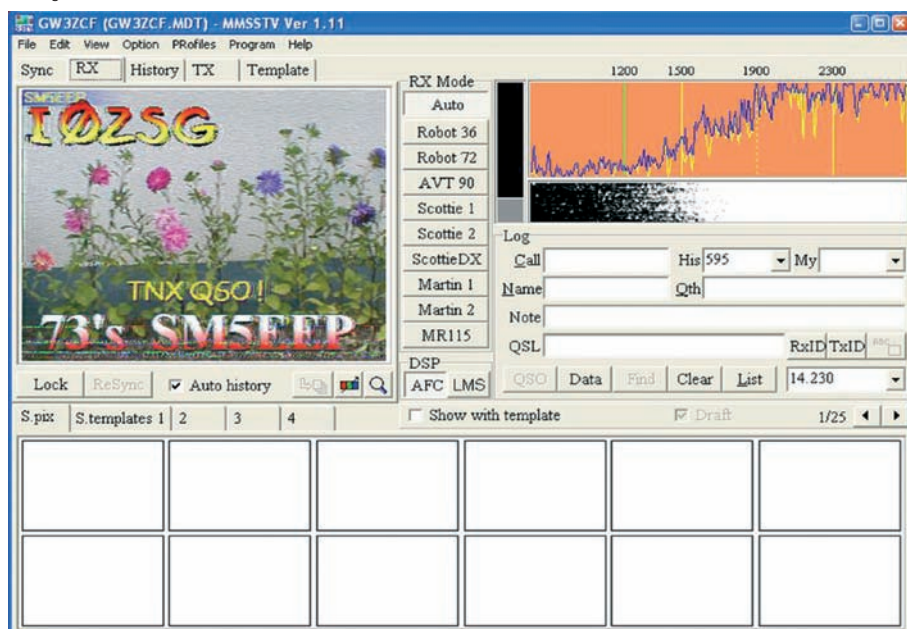 GW3ZCF (GW3ZCF.MDT) - MMSSTV Ver 1.11
File Edit View Option PRofiles Program Help
Sync RX History TX Template
RX Mode
Auto
Robot 36
Robot 72
AVT 90
Scottie 1
Scottie 2
ScottieDX
Martin 1
Martin 2
MR115
DSP
AFC LMS
1200 1500 1900 2300
SM5EEP
IØZSG
TNX QSO !
73's SM5EEP
Log
Call His 595 My
Name Qth
Note
QSL RxID TxID
QSO Data Find Clear List 14.230
Lock ReSync Auto history
S.pix S.templates 1 2 3 4
Show with template Draft 1/25